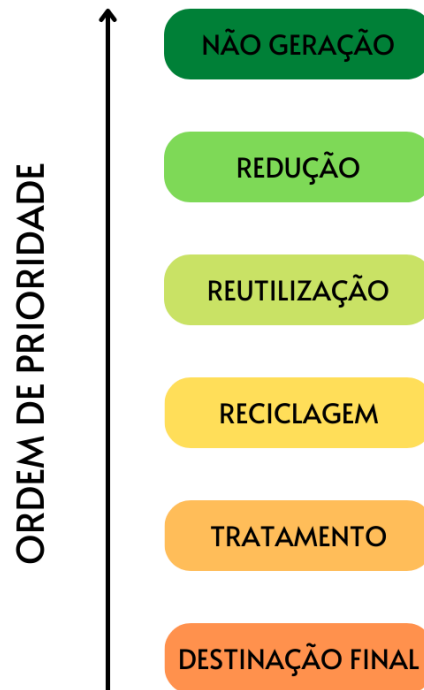 ORDEM DE PRIORIDADE
NÃO GERAÇÃO
REDUÇÃO
REUTILIZAÇÃO
RECICLAGEM
TRATAMENTO
DESTINAÇÃO FINAL